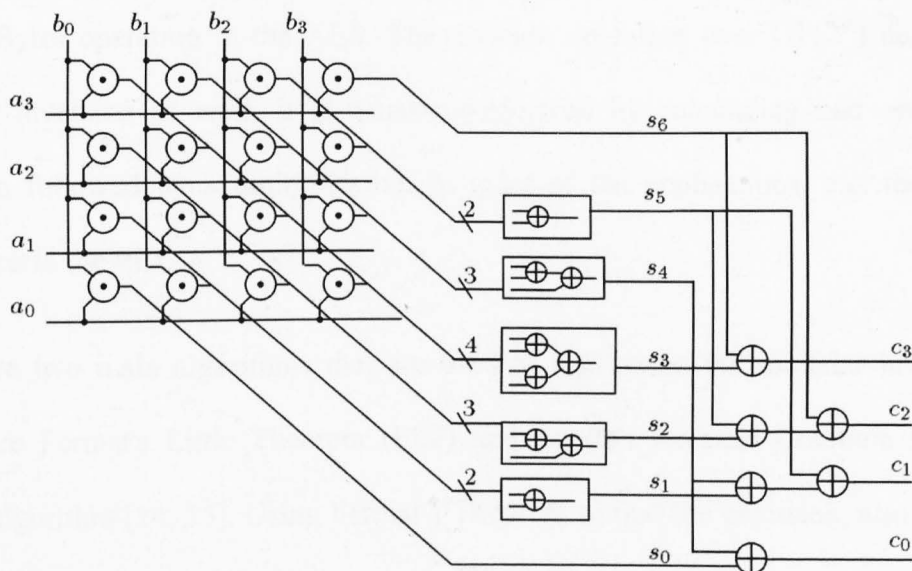 b₀ b₁ b₂ b₃
a₃
a₂
a₁
a₀
s₆
2
s₅
3
s₄
4
s₃
c₃
3
s₂
c₂
2
s₁
c₁
s₀
c₀